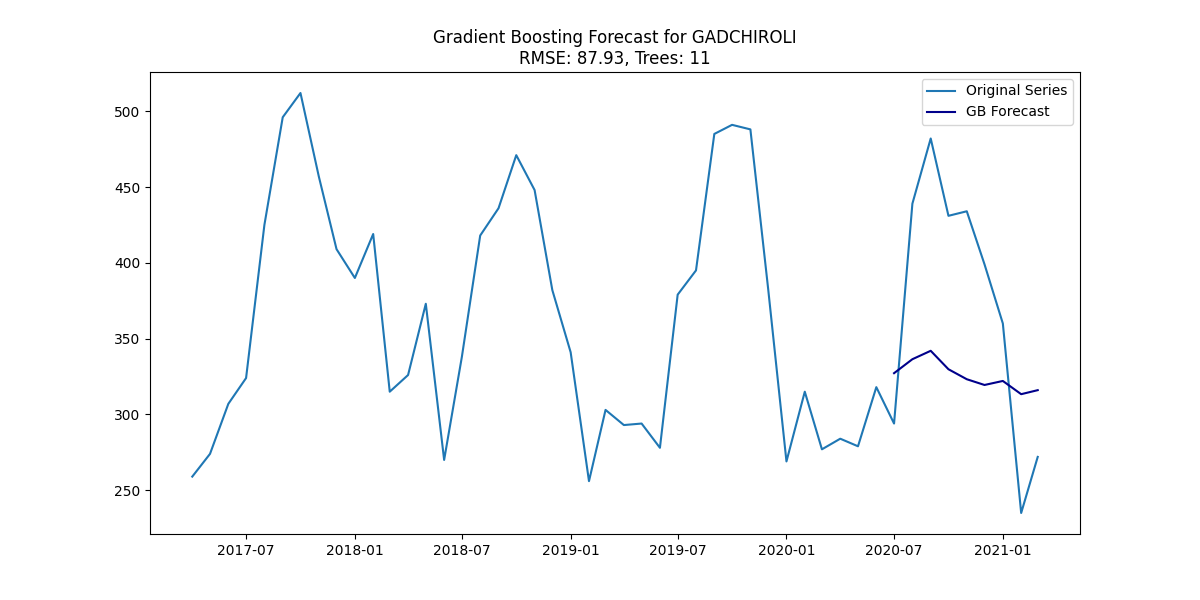 Gradient Boosting Forecast for GADCHIROLI
RMSE: 87.93, Trees: 11
Original Series
GB Forecast
500
450
400
350
300
250
2017-07 2018-01 2018-07 2019-01 2019-07 2020-01 2020-07 2021-01